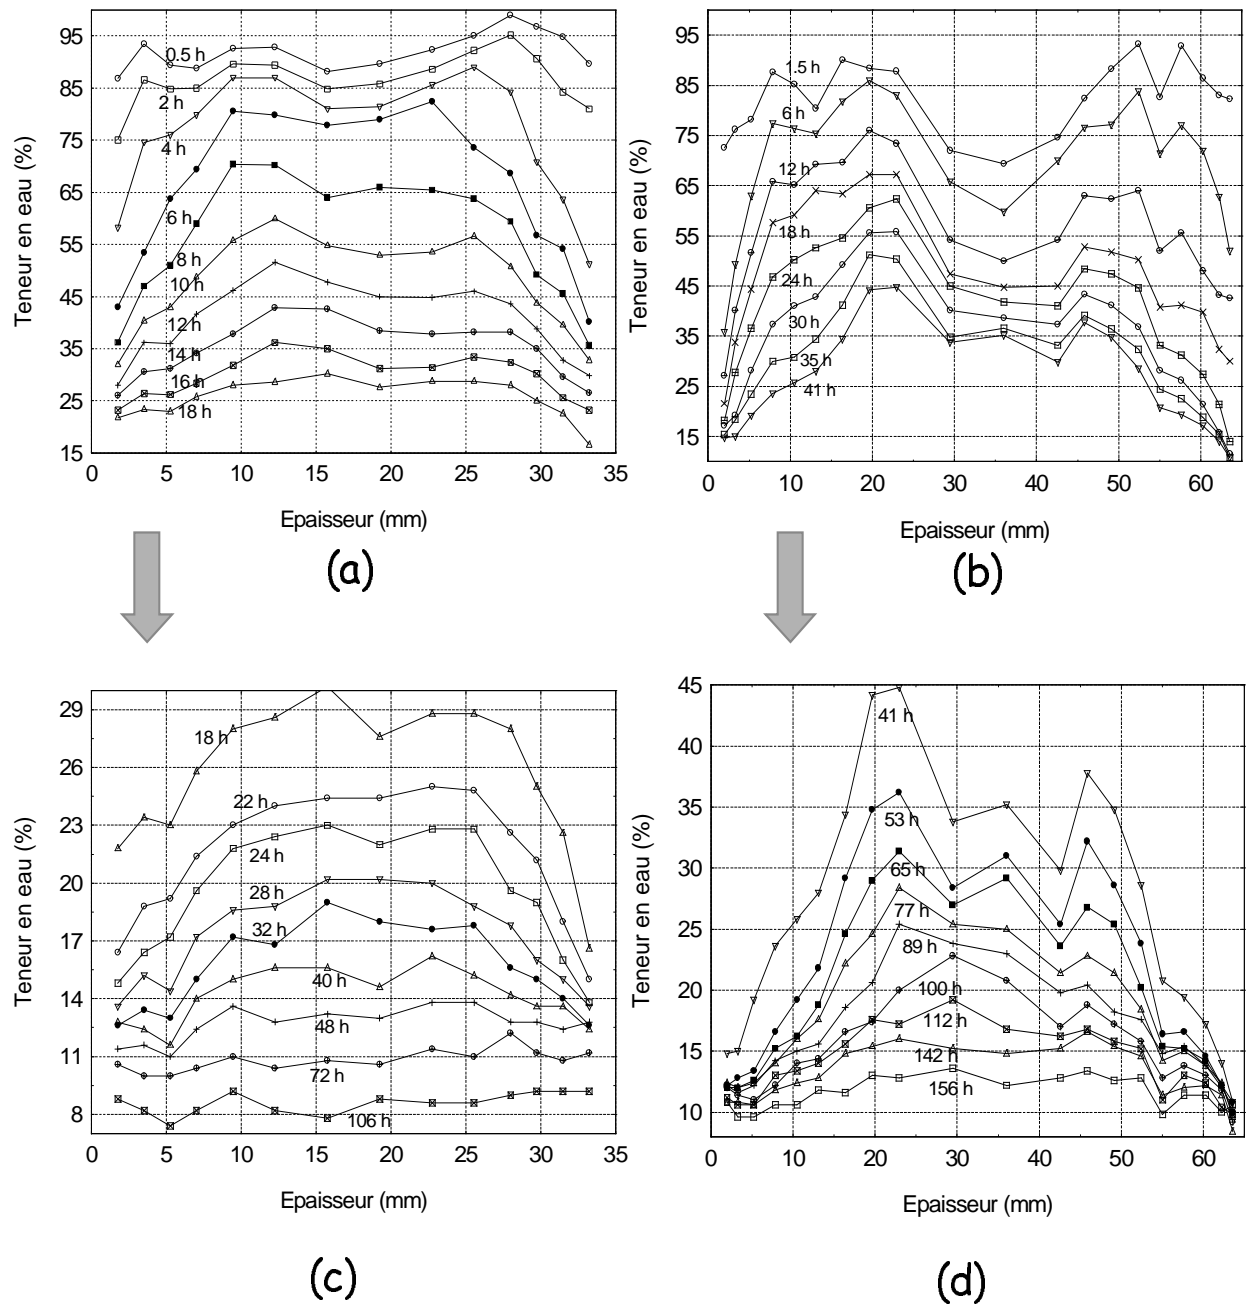 95
85
75
65
55
45
35
25
15
Teneur en eau (%)
0.5 h
2 h
4 h
6 h
8 h
10 h
12 h
14 h
16 h
18 h
0 5 10 15 20 25 30 35
Epaisseur (mm)
(a)
95
85
75
65
55
45
35
25
15
Teneur en eau (%)
1.5 h
6 h
12 h
18 h
24 h
30 h
35 h
41 h
0 10 20 30 40 50 60
Epaisseur (mm)
(b)
29
26
23
20
17
14
11
8
Teneur en eau (%)
18 h
22 h
24 h
28 h
32 h
40 h
48 h
72 h
106 h
0 5 10 15 20 25 30 35
Epaisseur (mm)
(c)
45
40
35
30
25
20
15
10
Teneur en eau (%)
41 h
53 h
65 h
77 h
89 h
100 h
112 h
142 h
156 h
0 10 20 30 40 50 60
Epaisseur (mm)
(d)